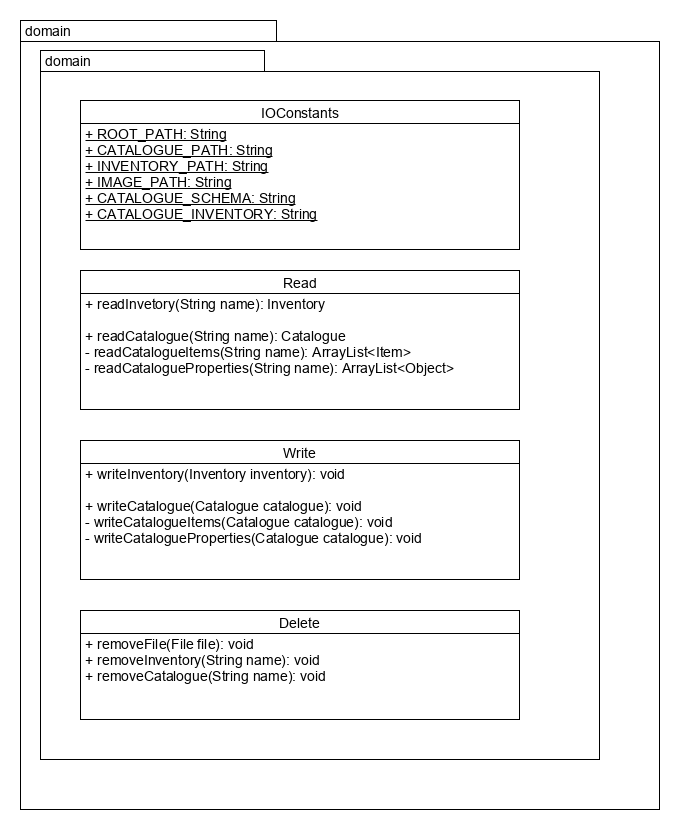 domain
domain
IOConstants
+ ROOT_PATH: String
+ CATALOGUE_PATH: String
+ INVENTORY_PATH: String
+ IMAGE_PATH: String
+ CATALOGUE_SCHEMA: String
+ CATALOGUE_INVENTORY: String
Read
+ readInvetory(String name): Inventory
+ readCatalogue(String name): Catalogue
- readCatalogueItems(String name): ArrayList<Item>
- readCatalogueProperties(String name): ArrayList<Object>
Write
+ writeInventory(Inventory inventory): void
+ writeCatalogue(Catalogue catalogue): void
- writeCatalogueItems(Catalogue catalogue): void
- writeCatalogueProperties(Catalogue catalogue): void
Delete
+ removeFile(File file): void
+ removeInventory(String name): void
+ removeCatalogue(String name): void